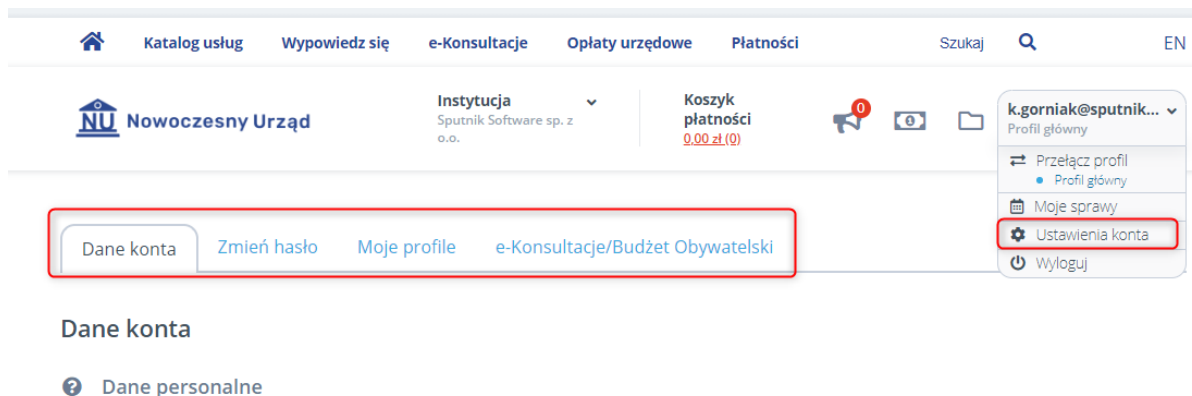 Katalog usług Wypowiedz się e-Konsultacje Opłaty urzędowe Płatności Szukaj EN
NU Nowoczesny Urząd
Instytucja
Sputnik Software sp. z
o.o.
Koszyk
płatności
0,00 zł (0)
0
k.gorniak@sputnik...
Profil główny
Przełącz profil
Profil główny
Moje sprawy
Ustawienia konta
Wyloguj
Dane konta Zmień hasło Moje profile e-Konsultacje/Budżet Obywatelski
Dane konta
Dane personalne